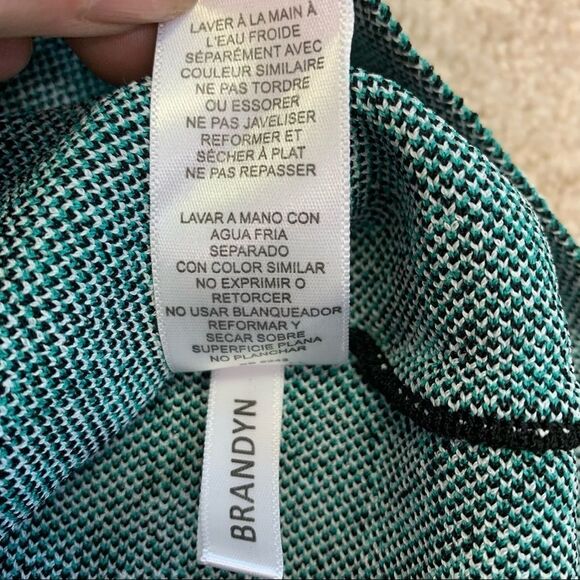 LAVER À LA MAIN À
L'EAU FROIDE
SÉPARÉMENT AVEC
COULEUR SIMILAIRE
NE PAS TORDRE
OU ESSORER
NE PAS JAVELISER
REFORMER ET
SÉCHER À PLAT
NE PAS REPASSER
LAVAR A MANO CON
AGUA FRIA
SEPARADO
CON COLOR SIMILAR
NO EXPRIMIR O
RETORCER
NO USAR BLANQUEADOR
REFORMAR Y
SECAR SOBRE
SUPERFICIE PLANA
NO PLANCHAR
BRANDYN